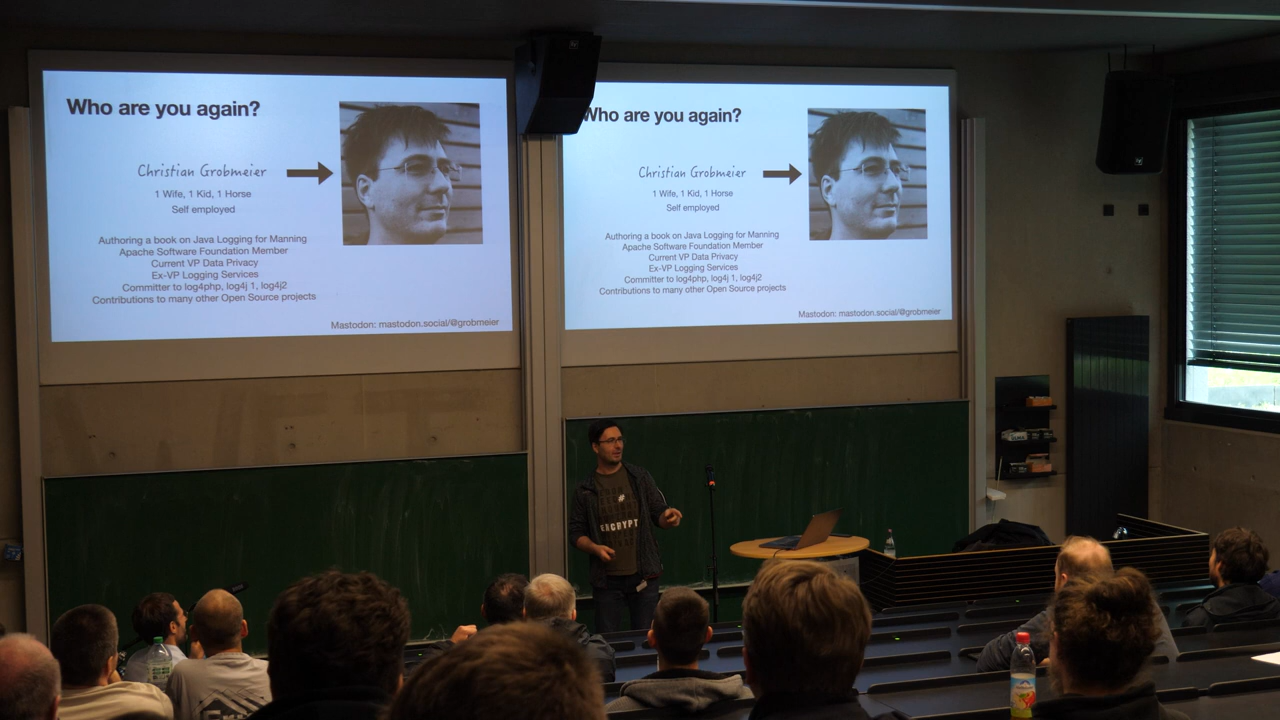 Who are you again?
Christian Grobmeier
1 Wife, 1 Kid, 1 Horse
Self employed
Authoring a book on Java Logging for Manning
Apache Software Foundation Member
Current VP Data Privacy
Ex-VP Logging Services
Committer to log4php, log4j 1, log4j2
Contributions to many other Open Source projects
Mastodon: mastodon.social/@grobmeier
Who are you again?
Christian Grobmeier
1 Wife, 1 Kid, 1 Horse
Self employed
Authoring a book on Java Logging for Manning
Apache Software Foundation Member
Current VP Data Privacy
Ex-VP Logging Services
Committer to log4php, log4j 1, log4j2
Contributions to many other Open Source projects
Mastodon: mastodon.social/@grobmeier
#
ENCRYPT